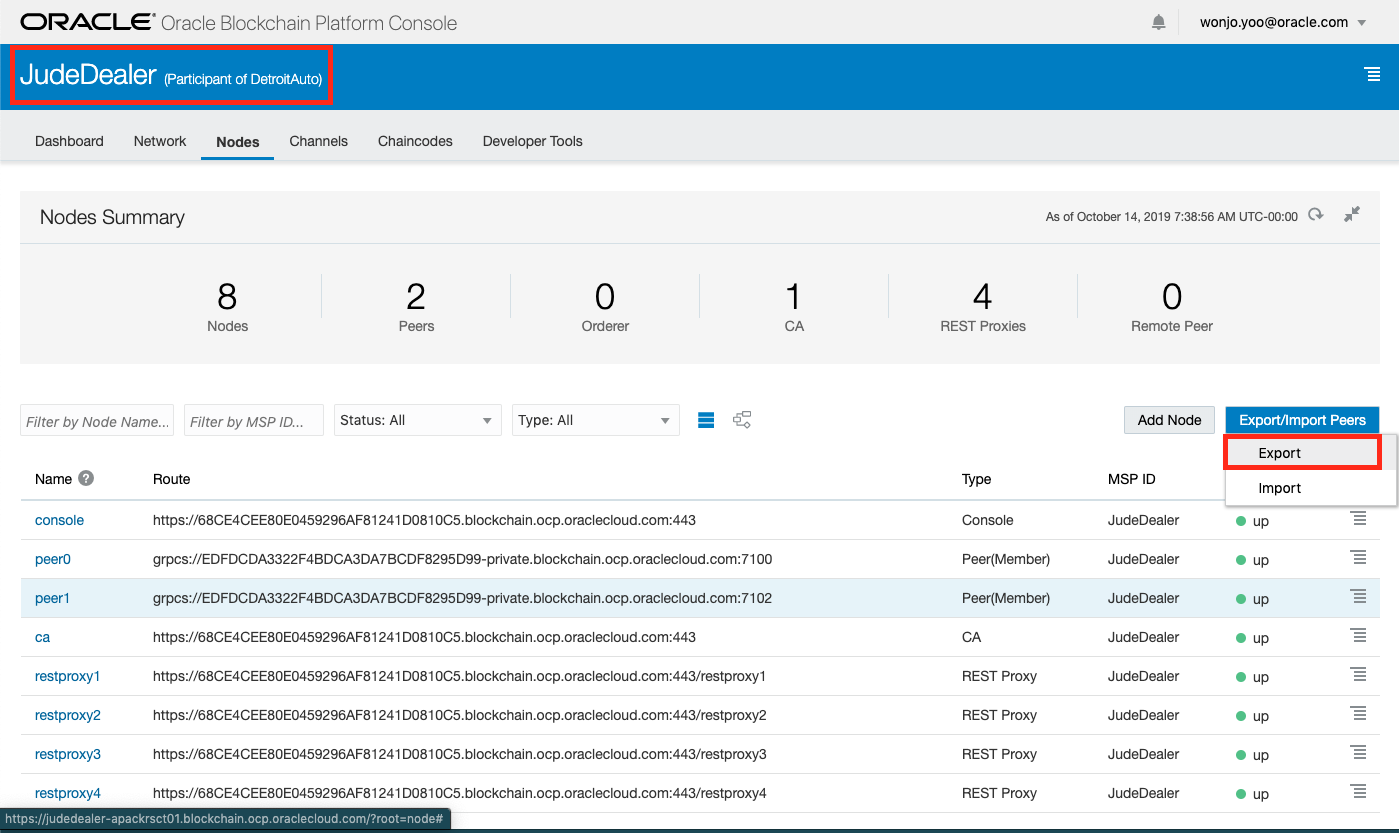 ORACLE® Oracle Blockchain Platform Console wonjo.yoo@oracle.com
JudeDealer (Participant of DetroitAuto)
Dashboard Network Nodes Channels Chaincodes Developer Tools
Nodes Summary As of October 14, 2019 7:38:56 AM UTC-00:00
8 2 0 1 4 0
Nodes Peers Orderer CA REST Proxies Remote Peer
Filter by Node Name... Filter by MSP ID... Status: All Type: All Add Node Export/Import Peers
Export
Import
Name ? Route Type MSP ID
console https://68CE4CEE80E0459296AF81241D0810C5.blockchain.ocp.oraclecloud.com:443 Console JudeDealer up
peer0 grpcs://EDFDCDA3322F4BDCA3DA7BCDF8295D99-private.blockchain.ocp.oraclecloud.com:7100 Peer(Member) JudeDealer up
peer1 grpcs://EDFDCDA3322F4BDCA3DA7BCDF8295D99-private.blockchain.ocp.oraclecloud.com:7102 Peer(Member) JudeDealer up
ca https://68CE4CEE80E0459296AF81241D0810C5.blockchain.ocp.oraclecloud.com:443 CA JudeDealer up
restproxy1 https://68CE4CEE80E0459296AF81241D0810C5.blockchain.ocp.oraclecloud.com:443/restproxy1 REST Proxy JudeDealer up
restproxy2 https://68CE4CEE80E0459296AF81241D0810C5.blockchain.ocp.oraclecloud.com:443/restproxy2 REST Proxy JudeDealer up
restproxy3 https://68CE4CEE80E0459296AF81241D0810C5.blockchain.ocp.oraclecloud.com:443/restproxy3 REST Proxy JudeDealer up
restproxy4 https://68CE4CEE80E0459296AF81241D0810C5.blockchain.ocp.oraclecloud.com:443/restproxy4 REST Proxy JudeDealer up
https://judedealer-apackrsct01.blockchain.ocp.oraclecloud.com/?root=node#